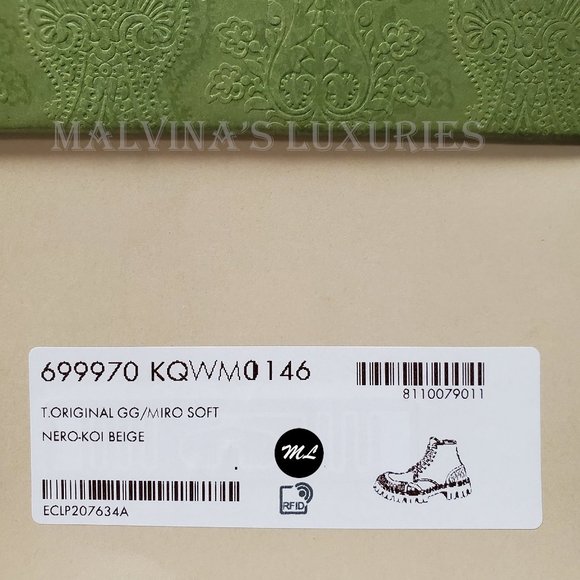 MALVINA'S LUXURIES
699970 KQWM0146
8110079011
T.ORIGINAL GG/MIRO SOFT
NERO-KOI BEIGE
ML
RFID
ECLP207634A